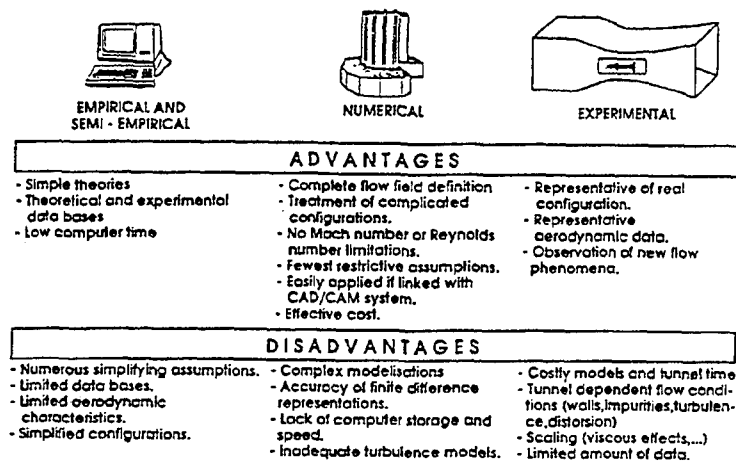 EMPIRICAL AND
SEMI - EMPIRICAL
NUMERICAL
EXPERIMENTAL
ADVANTAGES
- Simple theories
- Theoretical and experimental
data bases
- Low computer time
- Complete flow field definition
- Treatment of complicated
configurations.
- No Mach number or Reynolds
number limitations.
- Fewest restrictive assumptions.
- Easily applied if linked with
CAD/CAM system.
- Effective cost.
- Representative of real
configuration.
- Representative
aerodynamic data.
- Observation of new flow
phenomena.
DISADVANTAGES
- Numerous simplifying assumptions.
- Limited data bases.
- Limited aerodynamic
characteristics.
- Simplified configurations.
- Complex modelisations
- Accuracy of finite difference
representations.
- Lack of computer storage and
speed.
- Inadequate turbulence models.
- Costly models and tunnel time
- Tunnel dependent flow condi-
tions (walls,impurities,turbulen-
ce,distorsion)
- Scaling (viscous effects,...)
- Limited amount of data.